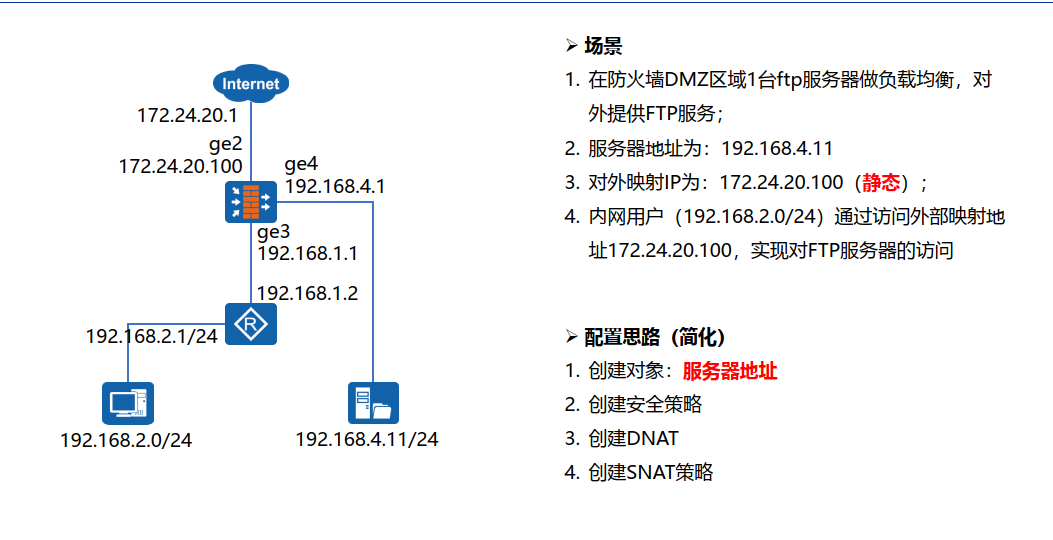 Internet
172.24.20.1
ge2
172.24.20.100
ge4
192.168.4.1
ge3
192.168.1.1
192.168.1.2
R
192.168.2.1/24
192.168.2.0/24
192.168.4.11/24
➢ 场景
1. 在防火墙DMZ区域1台ftp服务器做负载均衡，对
外提供FTP服务；
2. 服务器地址为：192.168.4.11
3. 对外映射IP为：172.24.20.100（静态）；
4. 内网用户（192.168.2.0/24）通过访问外部映射地
址172.24.20.100，实现对FTP服务器的访问
➢ 配置思路（简化）
1. 创建对象：服务器地址
2. 创建安全策略
3. 创建DNAT
4. 创建SNAT策略